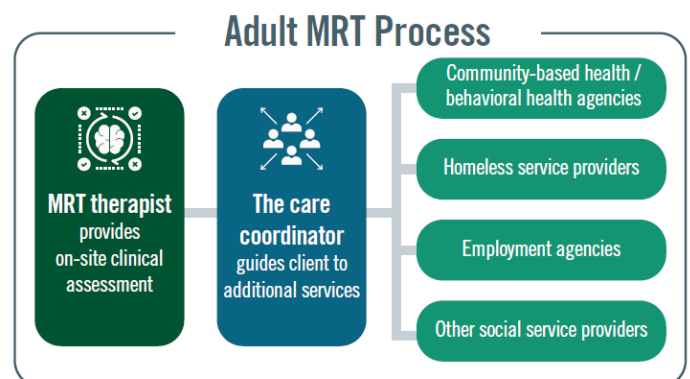 Adult MRT Process
MRT therapist
provides
on-site clinical
assessment
The care
coordinator
guides client to
additional services
Community-based health /
behavioral health agencies
Homeless service providers
Employment agencies
Other social service providers